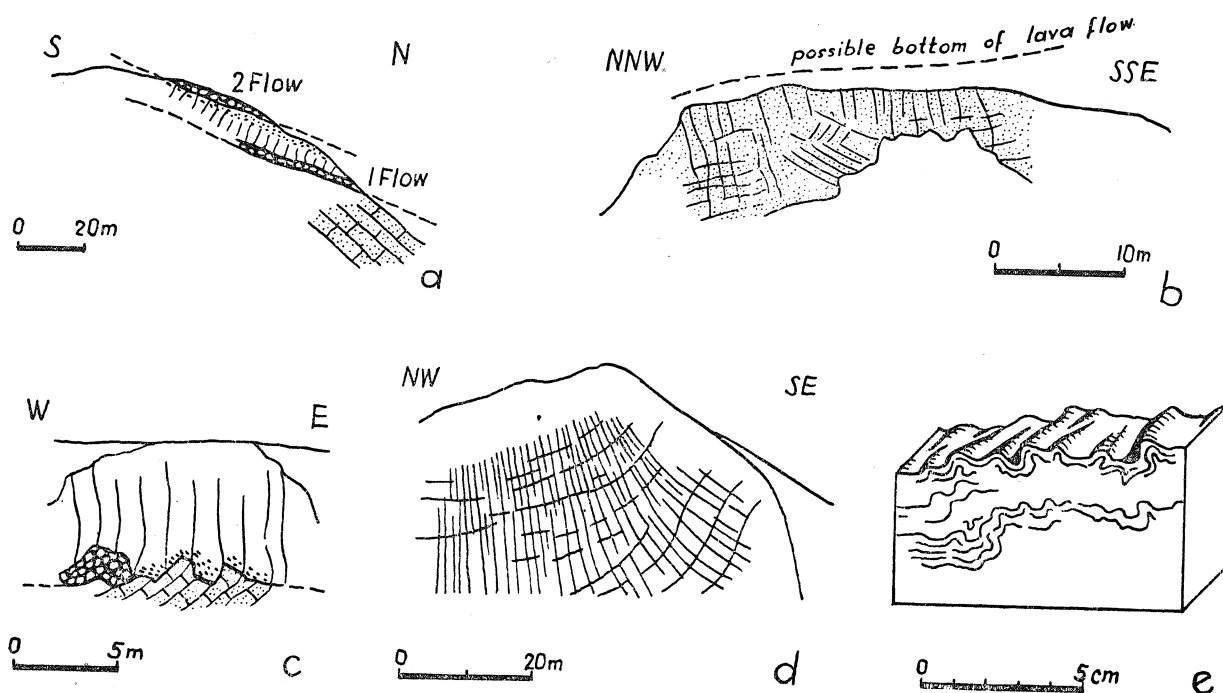 S N
2 Flow
1 Flow
0 20m
a
NNW possible bottom of lava flow SSE
0 10m
b
W E
0 5m
c
NW SE
0 20m
d
0 5cm
e